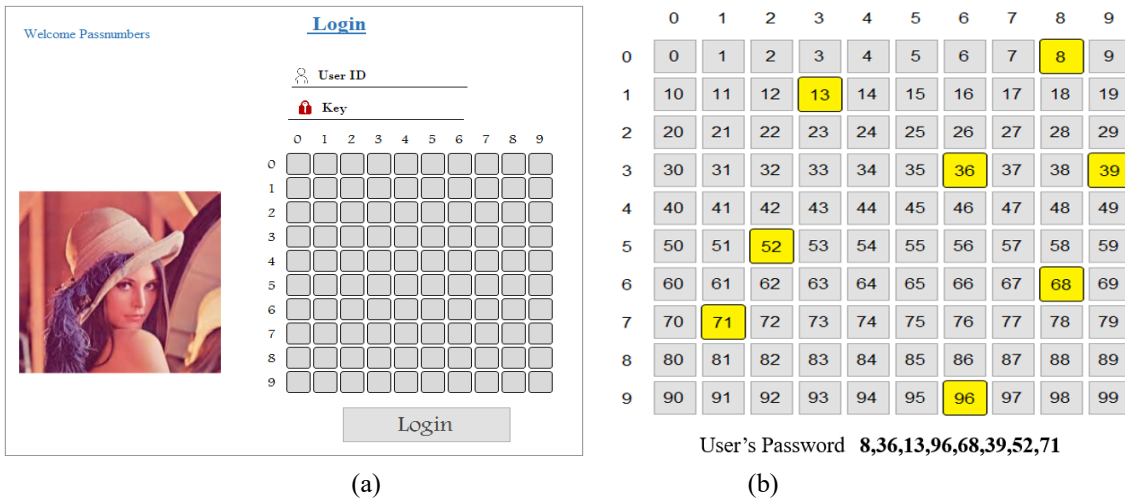 Welcome Passnumbers
Login
User ID
Key
0 1 2 3 4 5 6 7 8 9
0
1
2
3
4
5
6
7
8
9
Login
(a)
0 1 2 3 4 5 6 7 8 9
0 0 1 2 3 4 5 6 7 8 9
1 10 11 12 13 14 15 16 17 18 19
2 20 21 22 23 24 25 26 27 28 29
3 30 31 32 33 34 35 36 37 38 39
4 40 41 42 43 44 45 46 47 48 49
5 50 51 52 53 54 55 56 57 58 59
6 60 61 62 63 64 65 66 67 68 69
7 70 71 72 73 74 75 76 77 78 79
8 80 81 82 83 84 85 86 87 88 89
9 90 91 92 93 94 95 96 97 98 99
User's Password 8,36,13,96,68,39,52,71
(b)